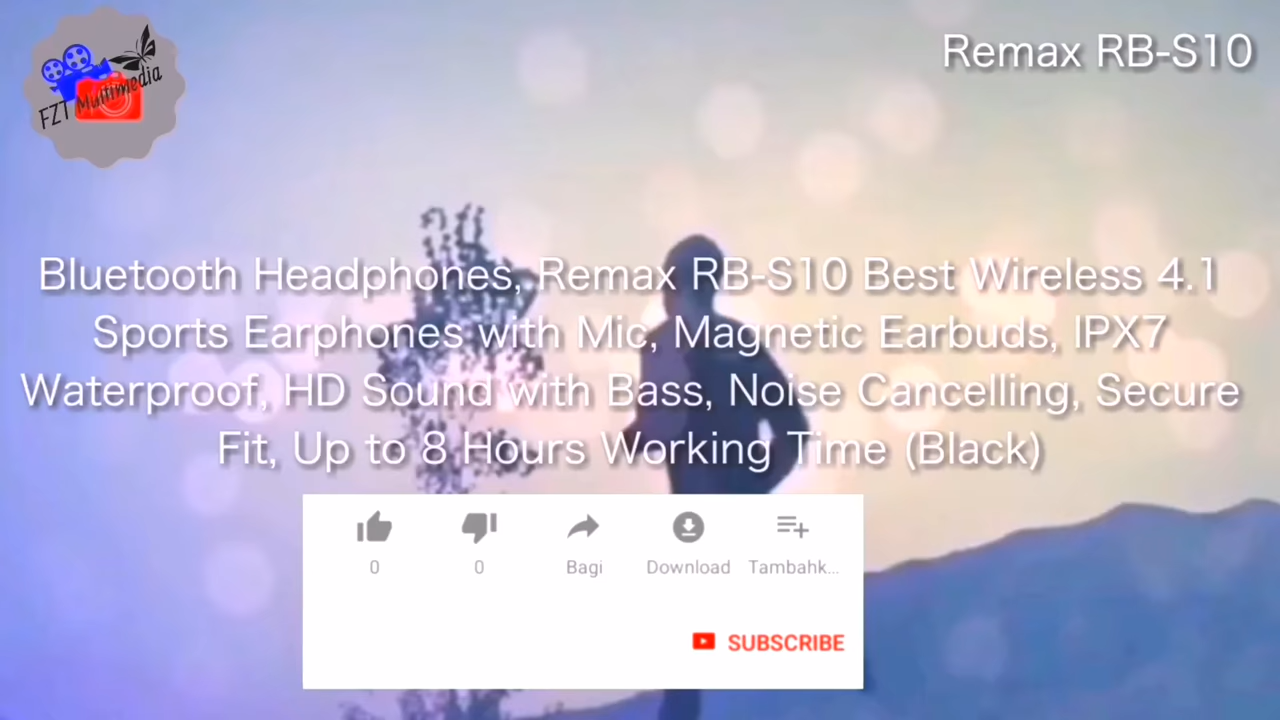 FZT Multimedia
Remax RB-S10
Bluetooth Headphones, Remax RB-S10 Best Wireless 4.1
Sports Earphones with Mic, Magnetic Earbuds, IPX7
Waterproof, HD Sound with Bass, Noise Cancelling, Secure
Fit, Up to 8 Hours Working Time (Black)
0 0 Bagi Download Tambahk...
SUBSCRIBE